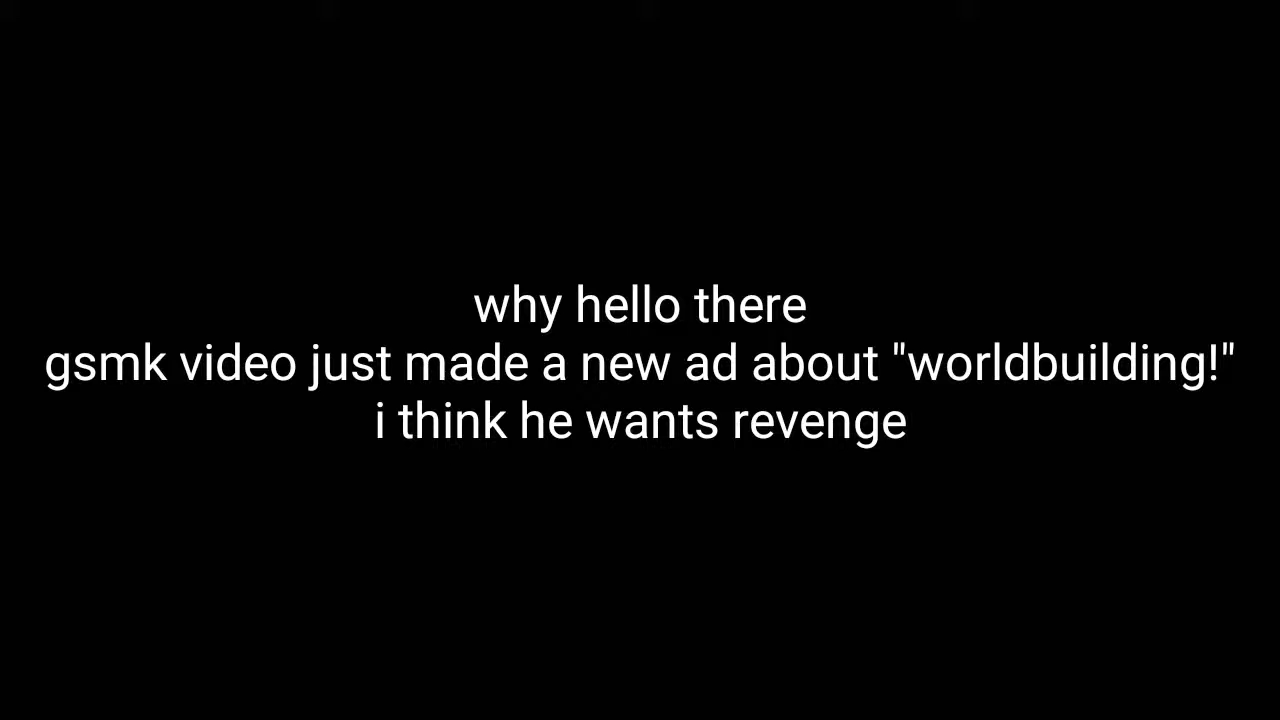 why hello there
gsmk video just made a new ad about "worldbuilding!"
i think he wants revenge